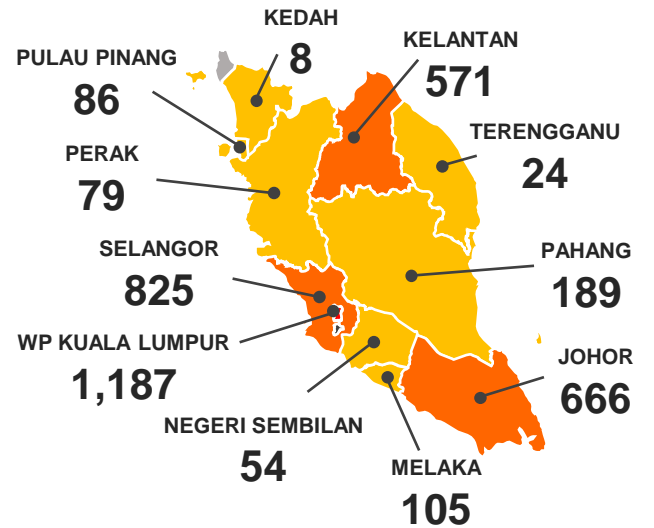 KEDAH
8
KELANTAN
571
PULAU PINANG
86
TERENGGANU
24
PERAK
79
SELANGOR
825
PAHANG
189
WP KUALA LUMPUR
1,187
JOHOR
666
NEGERI SEMBILAN
54
MELAKA
105